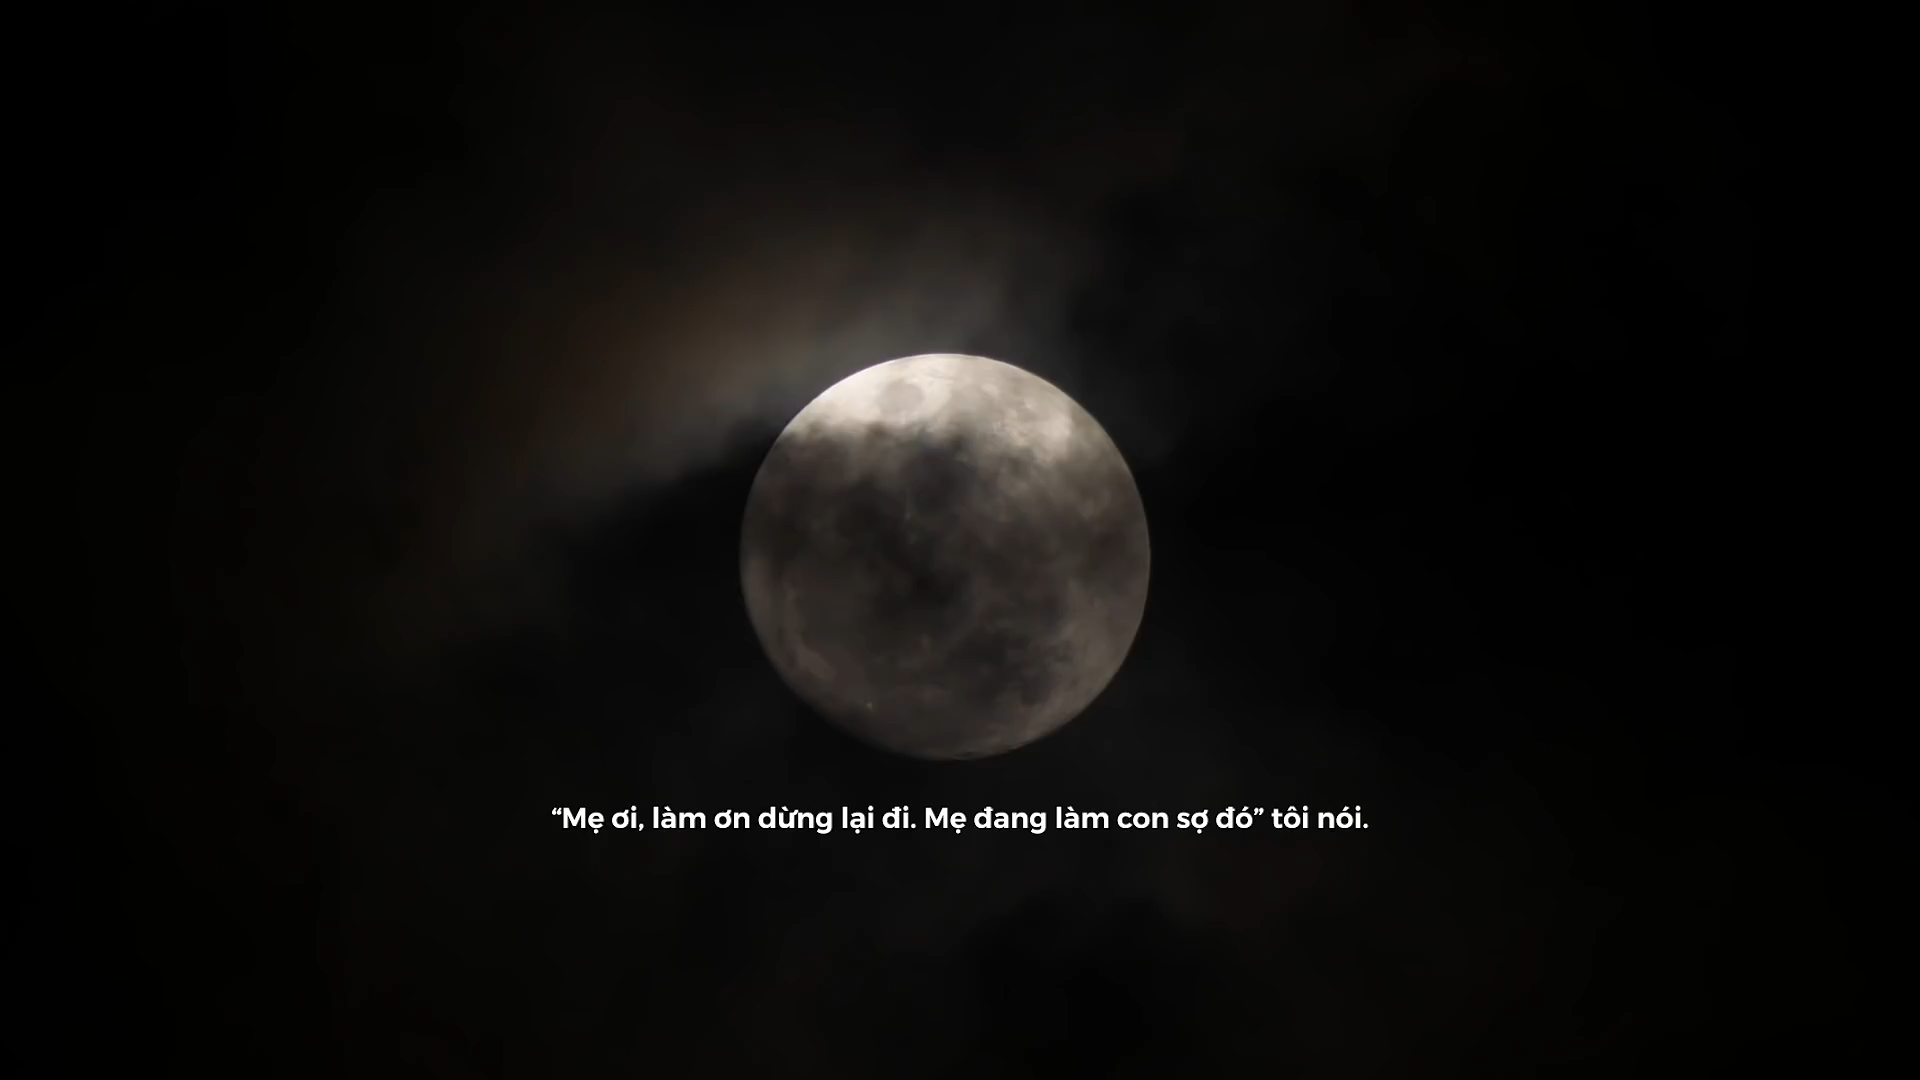 “Mẹ ơi, làm ơn dừng lại đi. Mẹ đang làm con sợ đó” tôi nói.